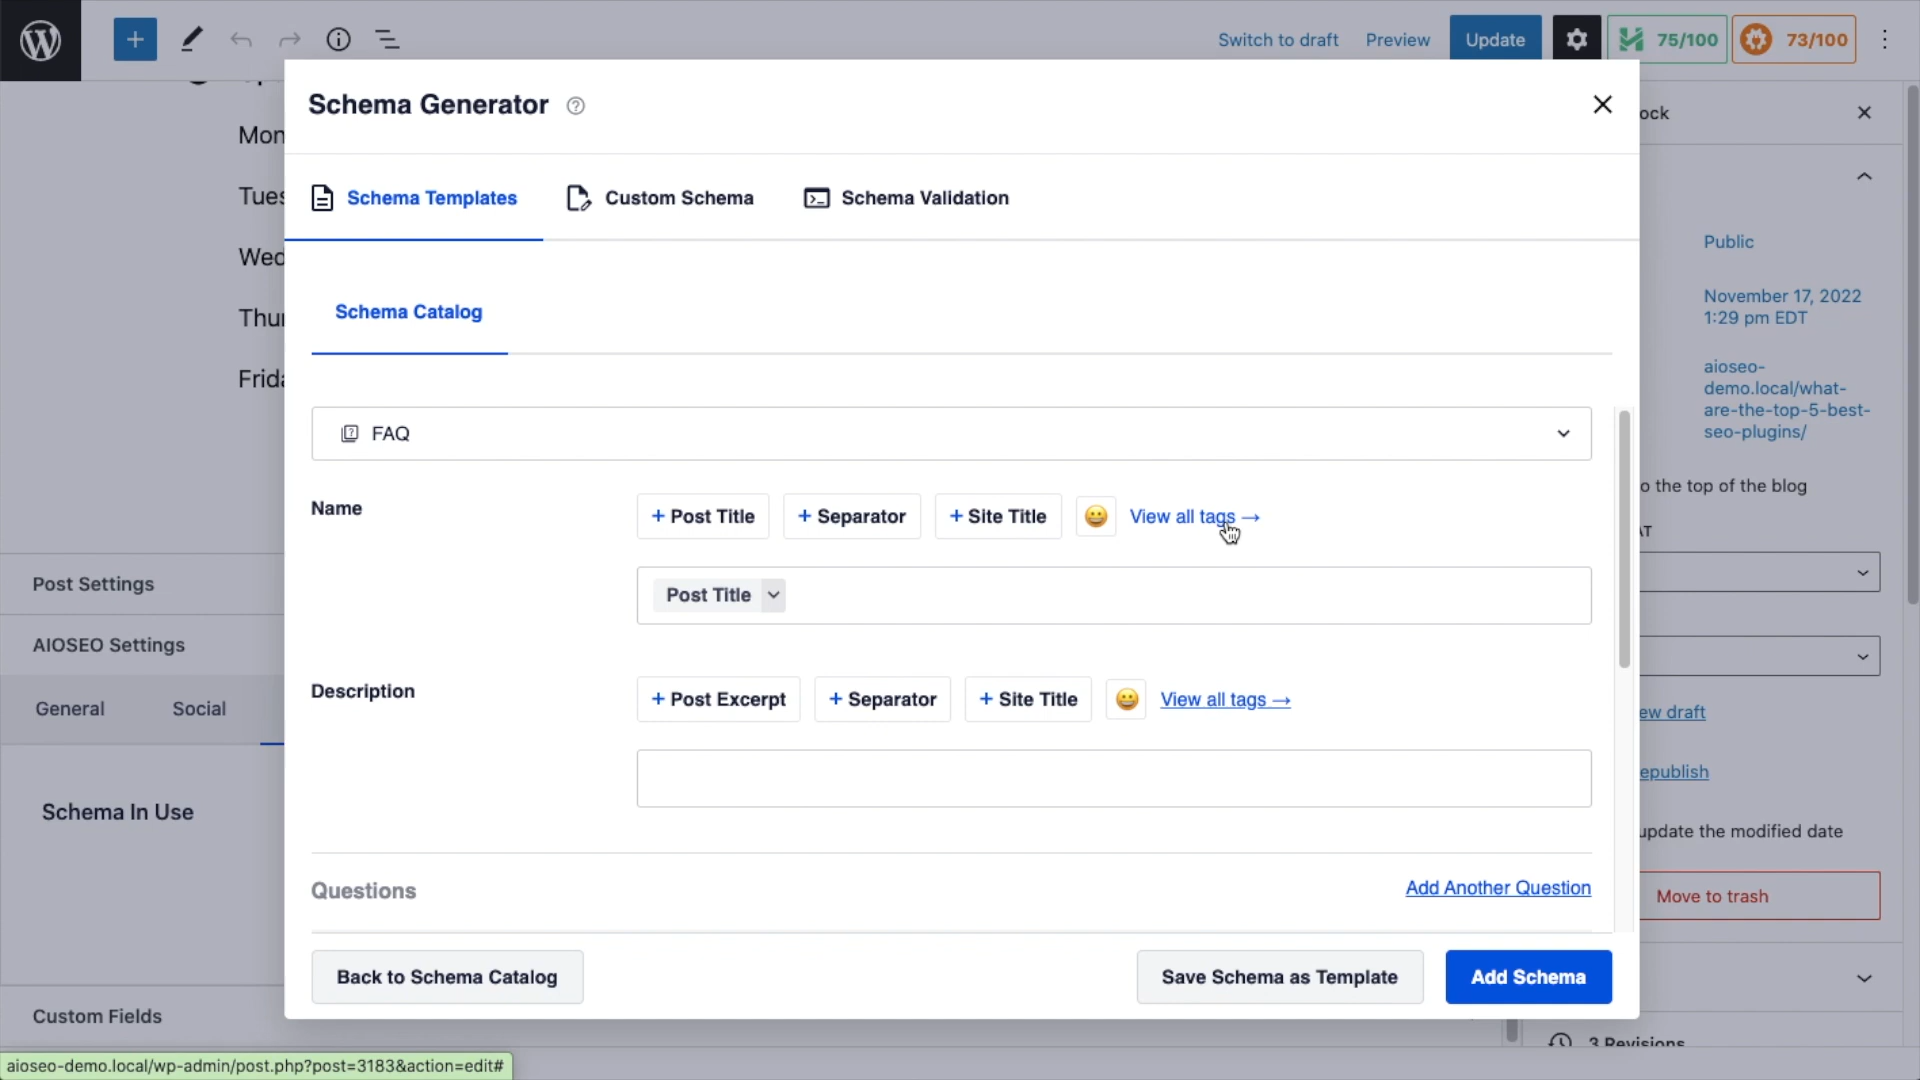 Switch to draft
Preview
Update
75/100
73/100
Schema Generator
ock
Mon
Tues
Wed
Thur
Frida
Schema Templates
Custom Schema
Schema Validation
Public
November 17, 2022
1:29 pm EDT
aioseo-
demo.local/what-
are-the-top-5-best-
seo-plugins/
Schema Catalog
FAQ
Name
+ Post Title
+ Separator
+ Site Title
View all tags →
o the top of the blog
Post Title
Post Settings
AIOSEO Settings
General
Social
Description
+ Post Excerpt
+ Separator
+ Site Title
View all tags →
ew draft
epublish
Schema In Use
update the modified date
Questions
Add Another Question
Move to trash
Back to Schema Catalog
Save Schema as Template
Add Schema
Custom Fields
3 Revisions
aioseo-demo.local/wp-admin/post.php?post=3183&action=edit#